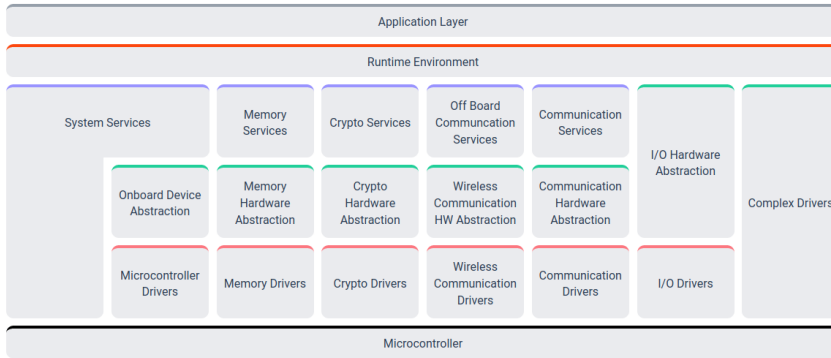 Application Layer
Runtime Environment
System Services
Memory
Services
Crypto Services
Off Board
Communcation
Services
Communication
Services
I/O Hardware
Abstraction
Onboard Device
Abstraction
Memory
Hardware
Abstraction
Crypto
Hardware
Abstraction
Wireless
Communication
HW Abstraction
Communication
Hardware
Abstraction
Complex Drivers
Microcontroller
Drivers
Memory Drivers
Crypto Drivers
Wireless
Communication
Drivers
Communication
Drivers
I/O Drivers
Microcontroller